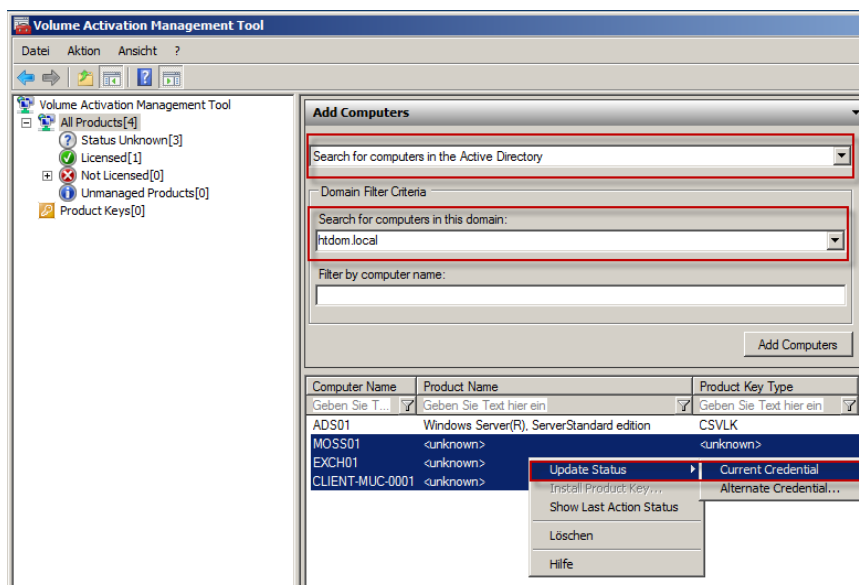 Volume Activation Management Tool
Datei Aktion Ansicht ?
Volume Activation Management Tool
All Products[4]
Status Unknown[3]
Licensed[1]
Not Licensed[0]
Unmanaged Products[0]
Product Keys[0]
Add Computers
Search for computers in the Active Directory
Domain Filter Criteria
Search for computers in this domain:
htdom.local
Filter by computer name:
Add Computers
Computer Name Product Name Product Key Type
Geben Sie T... Geben Sie Text hier ein Geben Sie Text hier ein
ADS01 Windows Server(R), ServerStandard edition CSVLK
MOSS01 <unknown> <unknown>
EXCH01 <unknown>
CLIENT-MUC-0001 <unknown>
Update Status Current Credential
Install Product Key... Alternate Credential...
Show Last Action Status
Löschen
Hilfe